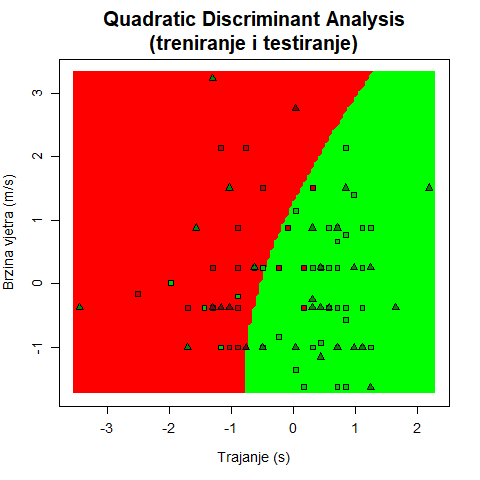 Quadratic Discriminant Analysis
(treniranje i testiranje)
Brzina vjetra (m/s)
3
2
1
0
-1
-3
-2
-1
0
1
2
Trajanje (s)